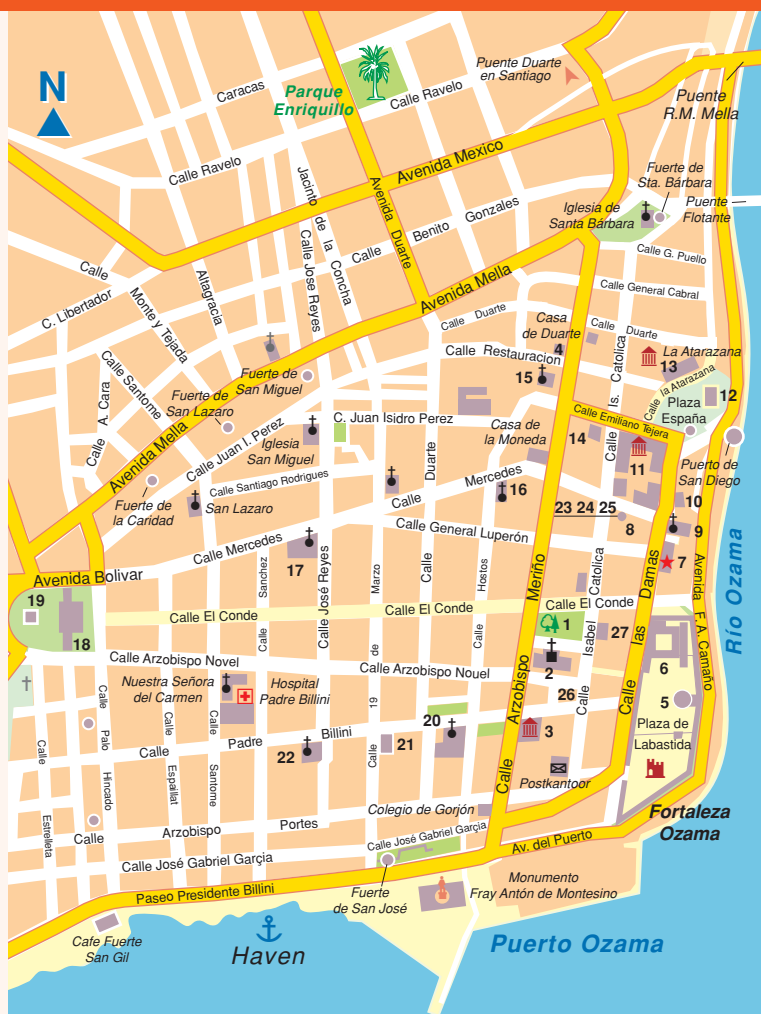 N
Caracas
Parque
Enriquillo
Calle Ravelo
Puente Duarte
en Santiago
Puente
R.M. Mella
Calle Ravelo
Avenida Mexico
Fuerte de
Sta. Bárbara
Iglesia de
Santa Bárbara
Puente
Flotante
Jacinto de la Concha
Avenida Duarte
Calle Benito Gonzales
Calle G. Puello
Calle
C. Libertador
Monte y Tejada
Altagracia
Calle Jose Reyes
Avenida Mella
Calle General Cabral
Calle Duarte
Casa
de Duarte
Calle Duarte
4
Calle Restauracion
15
Is. Catolica
La Atarazana
13
Calle la Atarazana
12
Plaza
España
Calle Santome
Calle A. Cara
Fuerte de
San Miguel
Fuerte de
San Lazaro
Avenida Mella
Calle Juan I. Perez
C. Juan Isidro Perez
Iglesia
San Miguel
Casa de
la Moneda
Calle Emiliano Tejera
14
Calle
11
Puerto de
San Diego
Calle Santiago Rodrigues
San Lazaro
Fuerte de
la Caridad
Duarte
Calle Mercedes
16
23 24 25
8
10
9
Calle General Luperón
Calle Mercedes
17
7
Avenida Bolivar
19
18
Sanchez
Calle
Calle José Reyes
Marzo
de
19
Calle
Calle
Hostos
Calle
Meriño
Catolica
Isabel
Calle
Damas
las
Calle
Avenida F. A. Camaño
Río Ozama
Calle El Conde
Calle El Conde
Calle El Conde
1
27
2
6
5
Calle Arzobispo Novel
Calle Arzobispo Nouel
Nuestra Señora
del Carmen
Hospital
Padre Billini
26
Plaza de
Labastida
Arzobispo
Calle
20
3
21
22
Calle Padre Billini
Calle Palo Hincado
Calle Espaillat
Calle Santome
Calle Estrelleta
Postkantoor
Fortaleza
Ozama
Colegio de Gorjón
Calle Arzobispo Portes
Calle José Gabriel Garçia
Calle José Gabriel Garçia
Av. del Puerto
Paseo Presidente Billini
Fuerte
de San José
Monumento
Fray Antón de Montesino
Cafe Fuerte
San Gil
Haven
Puerto Ozama